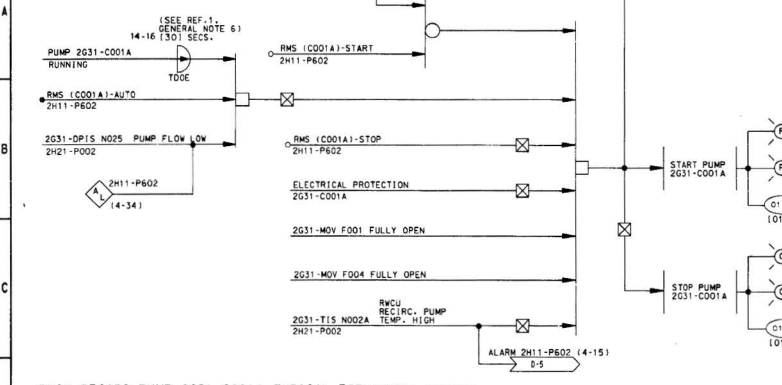 A
(SEE REF.1.
GENERAL NOTE 6)
14-16 [30] SECS.
PUMP 2G31-C001A
RUNNING
TDOE
RMS (C001A)-START
2H11-P602
RMS (C001A)-AUTO
2H11-P602
B
2G31-DPIS N025 PUMP FLOW LOW
2H21-P002
RMS (C001A)-STOP
2H11-P602
START PUMP
2G31-C001A
A
L
2H11-P602
(4-34)
ELECTRICAL PROTECTION
2G31-C001A
2G31-MOV F001 FULLY OPEN
C
2G31-MOV F004 FULLY OPEN
STOP PUMP
2G31-C001A
RWCU
RECIRC. PUMP
2G31-TIS N002A TEMP. HIGH
2H21-P002
ALARM 2H11-P602 (4-15)
D-5